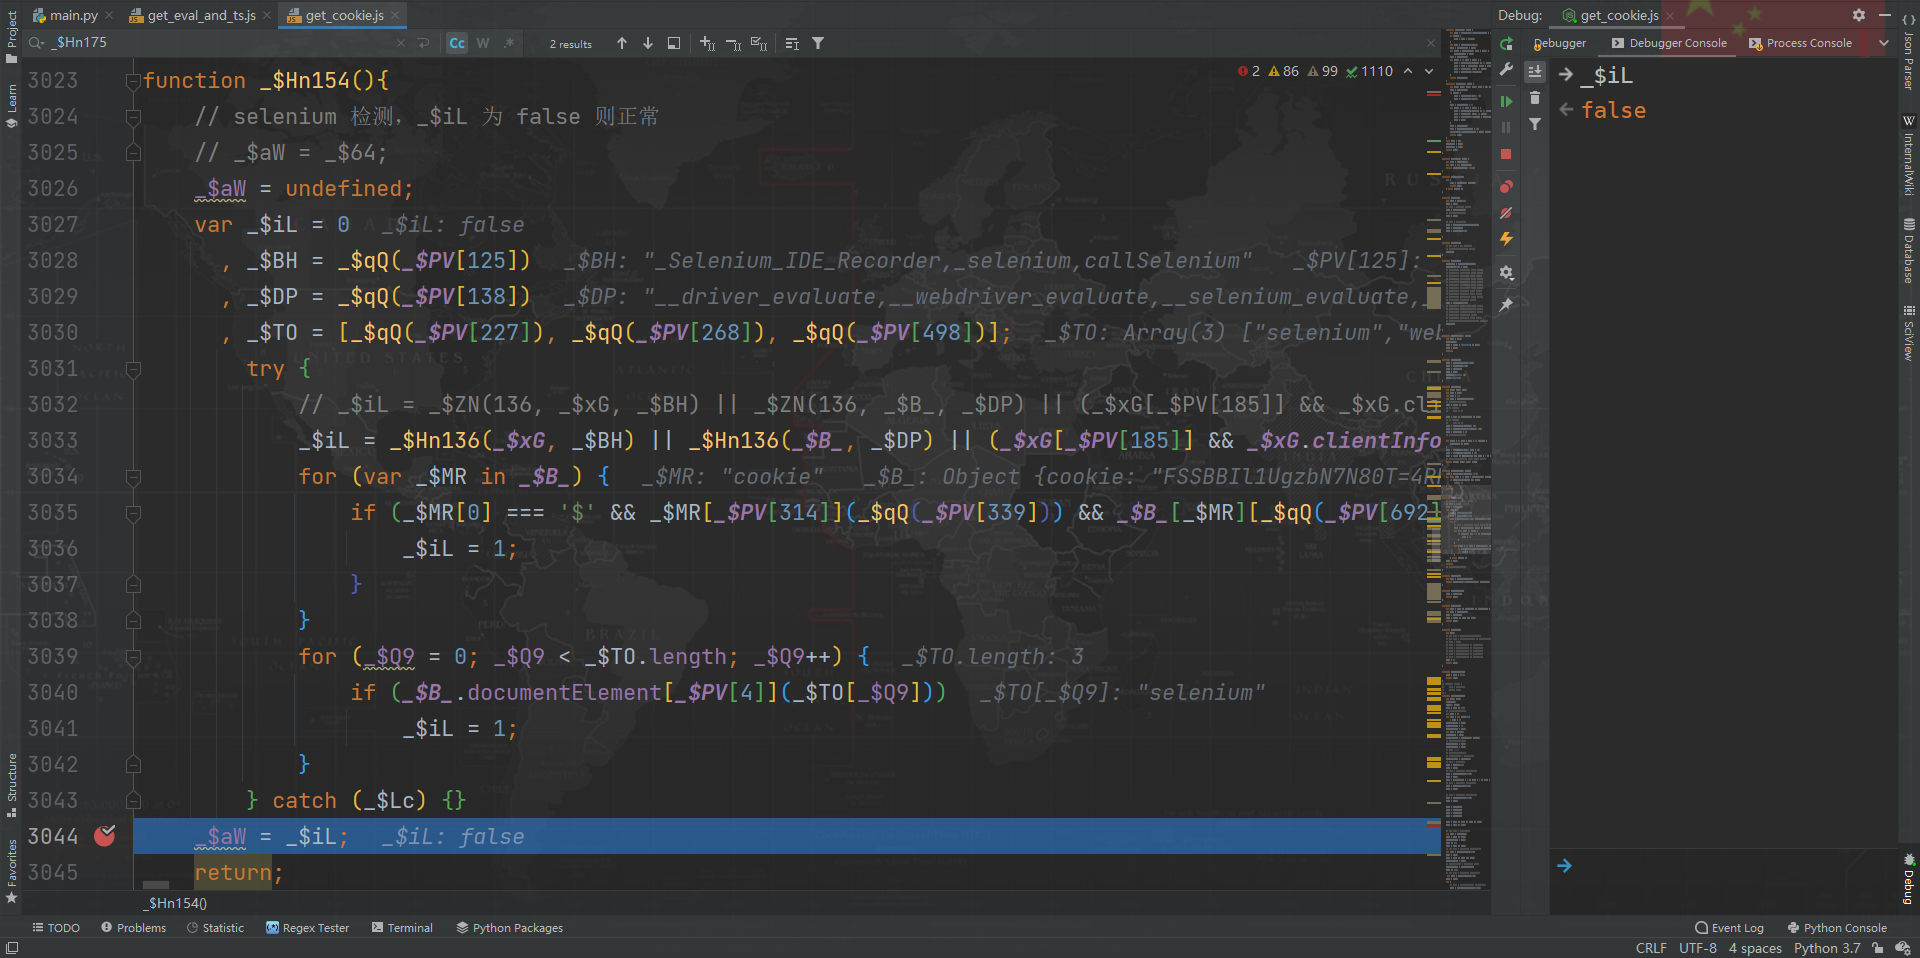 main.py
get_eval_and_ts.js
get_cookie.js
Debug:
get_cookie.js
_$Hn175
Cc
W
.*
2 results
Debugger
Debugger Console
Process Console
2
86
99
1110
3023 function _$Hn154(){
3024 // selenium 检测，_$iL 为 false 则正常
3025 // _$aW = _$64;
3026 _$aW = undefined;
3027 var _$iL = 0 _$iL: false
3028 , _$BH = _$qQ(_$PV[125]) _$BH: "_Selenium_IDE_Recorder,_selenium,callSelenium" _$PV[125]:
3029 , _$DP = _$qQ(_$PV[138]) _$DP: "__driver_evaluate,__webdriver_evaluate,__selenium_evaluate,_
3030 , _$TO = [_$qQ(_$PV[227]), _$qQ(_$PV[268]), _$qQ(_$PV[498])]; _$TO: Array(3) ["selenium","web
3031 try {
3032 // _$iL = _$ZN(136, _$xG, _$BH) || _$ZN(136, _$B_, _$DP) || (_$xG[_$PV[185]] && _$xG.cli
3033 _$iL = _$Hn136(_$xG, _$BH) || _$Hn136(_$B_, _$DP) || (_$xG[_$PV[185]] && _$xG.clientInfo
3034 for (var _$MR in _$B_) { _$MR: "cookie" _$B_: Object {cookie: "FSSBBIl1UgzbN7N80T=4R
3035 if (_$MR[0] === '$' && _$MR[_$PV[314]](_$qQ(_$PV[339])) && _$B_[_$MR][_$qQ(_$PV[692]
3036 _$iL = 1;
3037 }
3038 }
3039 for (_$Q9 = 0; _$Q9 < _$TO.length; _$Q9++) { _$TO.length: 3
3040 if (_$B_.documentElement[_$PV[4]](_$TO[_$Q9])) _$TO[_$Q9]: "selenium"
3041 _$iL = 1;
3042 }
3043 } catch (_$Lc) {}
3044 _$aW = _$iL; _$iL: false
3045 return;
_$Hn154()
_$iL
false
Project
Learn
Structure
Favorites
Json Parser
InternalWiki
Database
SciView
Debug
TODO
Problems
Statistic
Regex Tester
Terminal
Python Packages
Event Log
Python Console
CRLF
UTF-8
4 spaces
Python 3.7